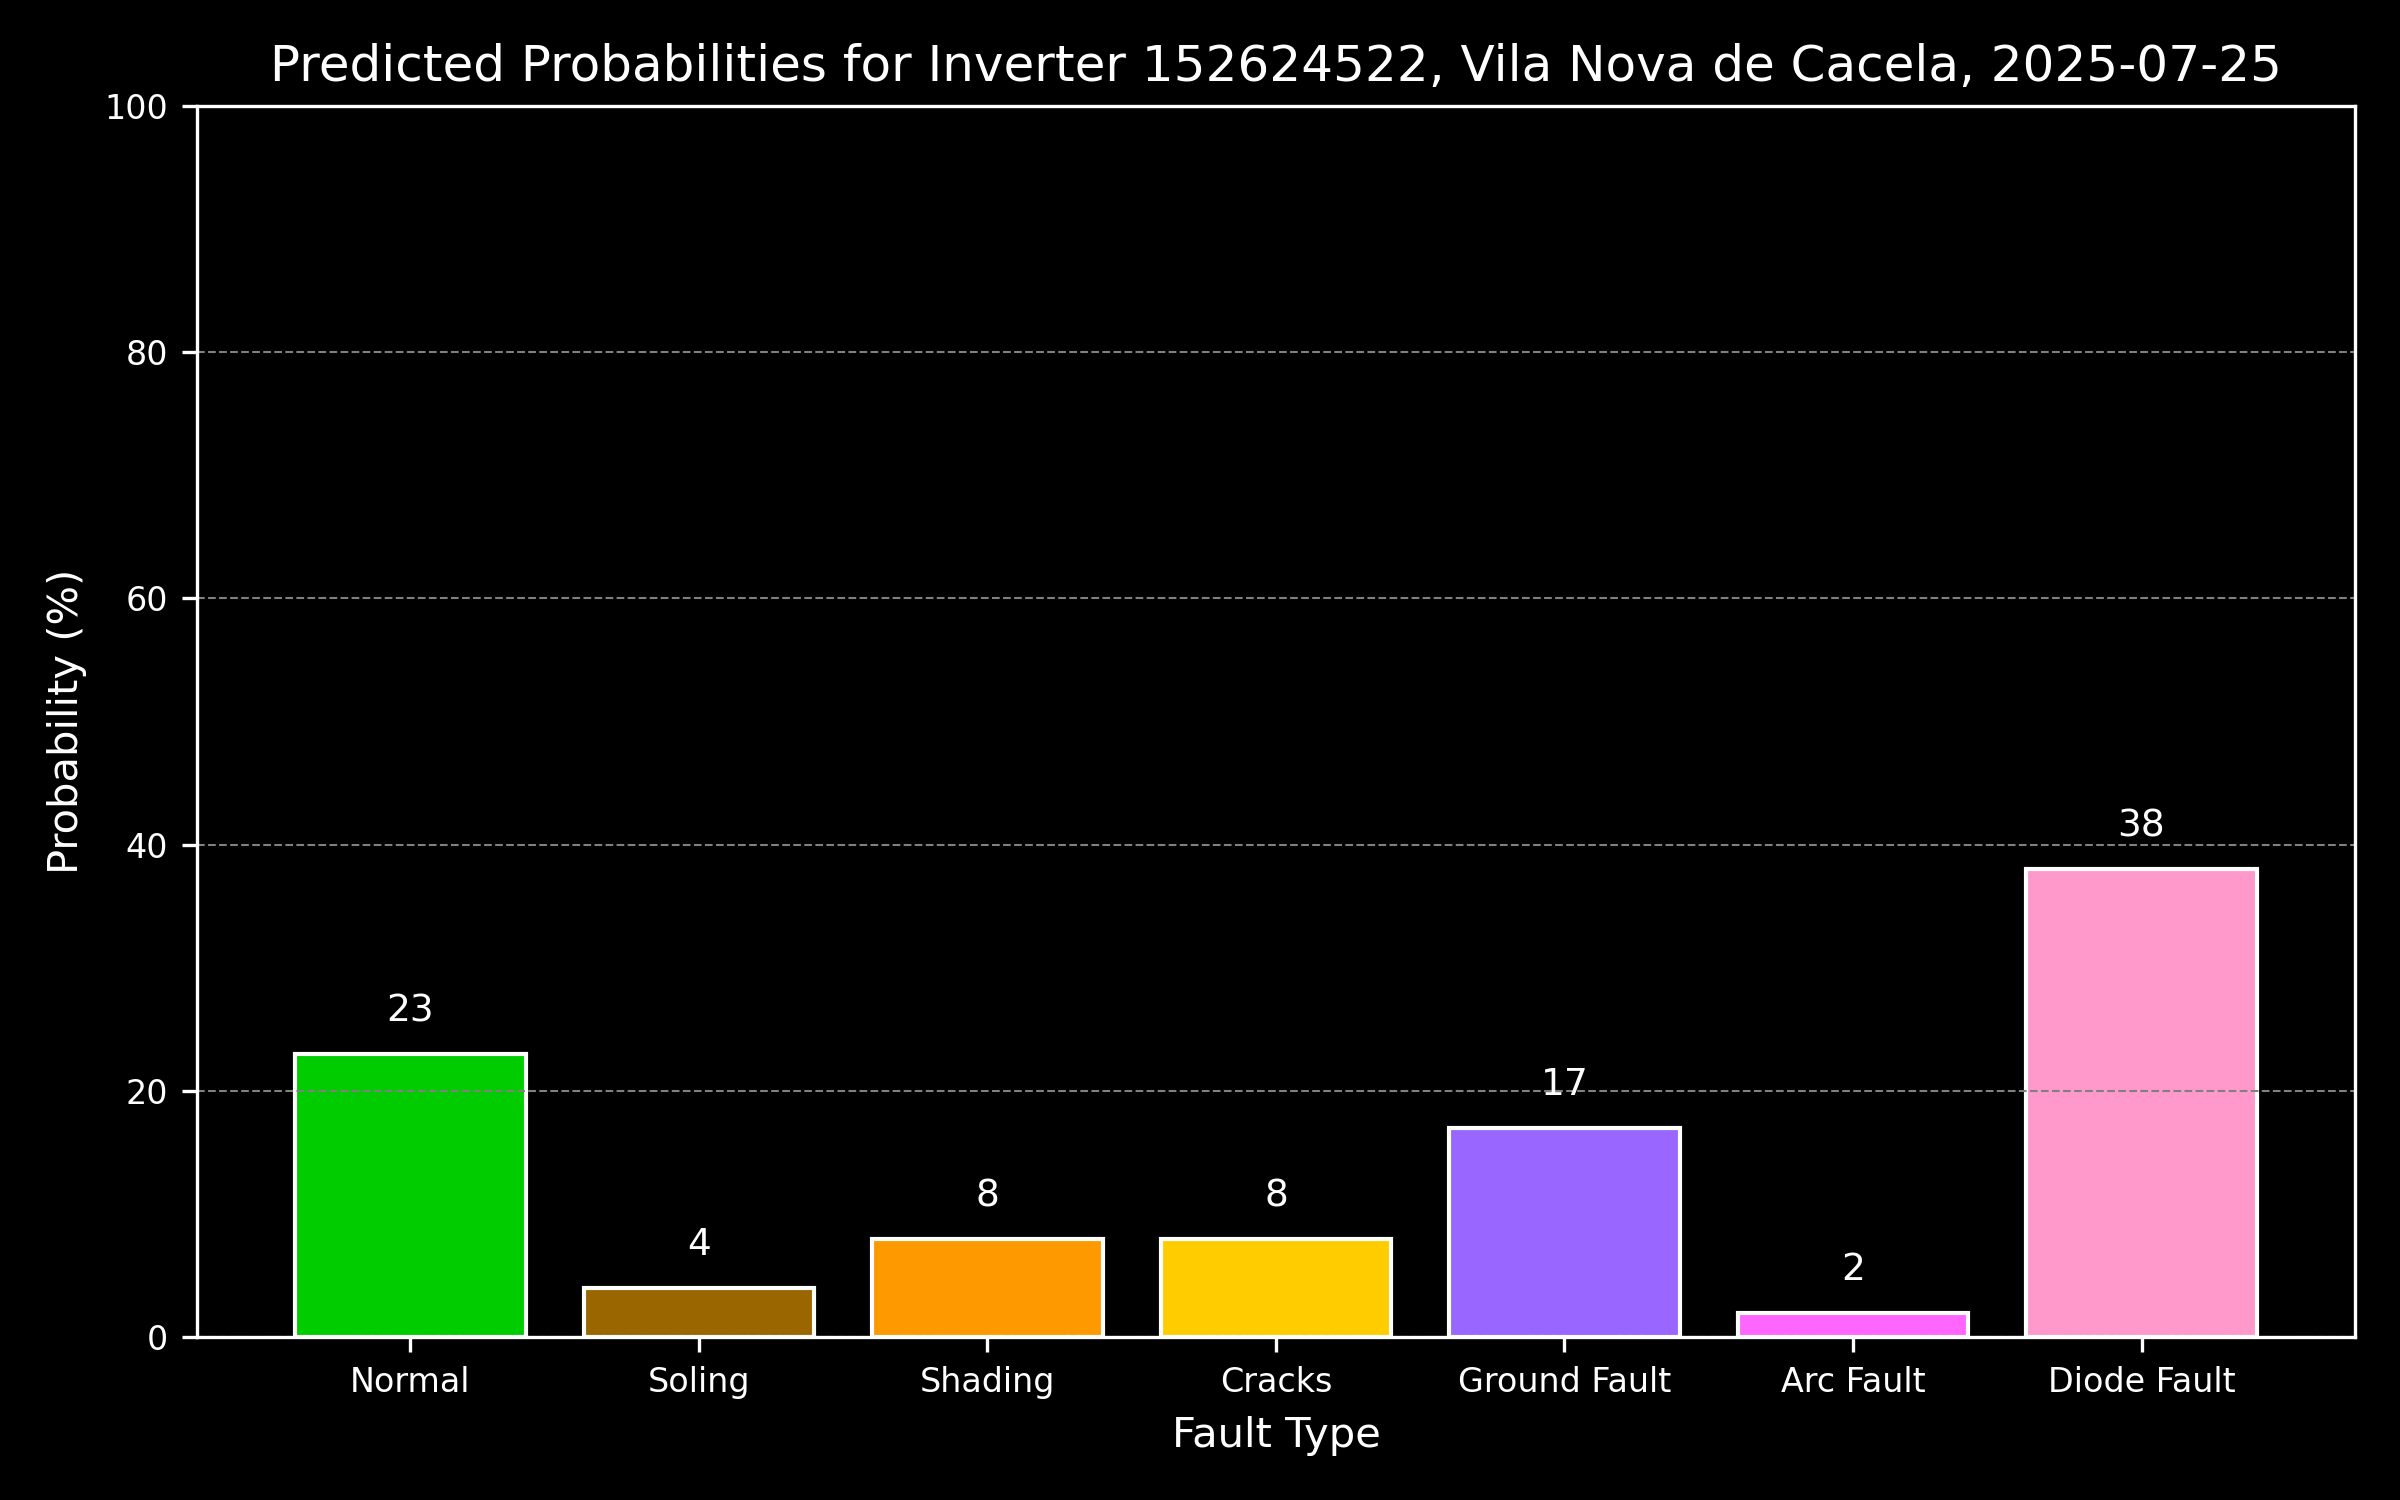 Predicted Probabilities for Inverter 152624522, Vila Nova de Cacela, 2025-07-25
Probability (%)
100
80
60
40
20
0
23
4
8
8
17
2
38
Normal
Soling
Shading
Cracks
Ground Fault
Arc Fault
Diode Fault
Fault Type